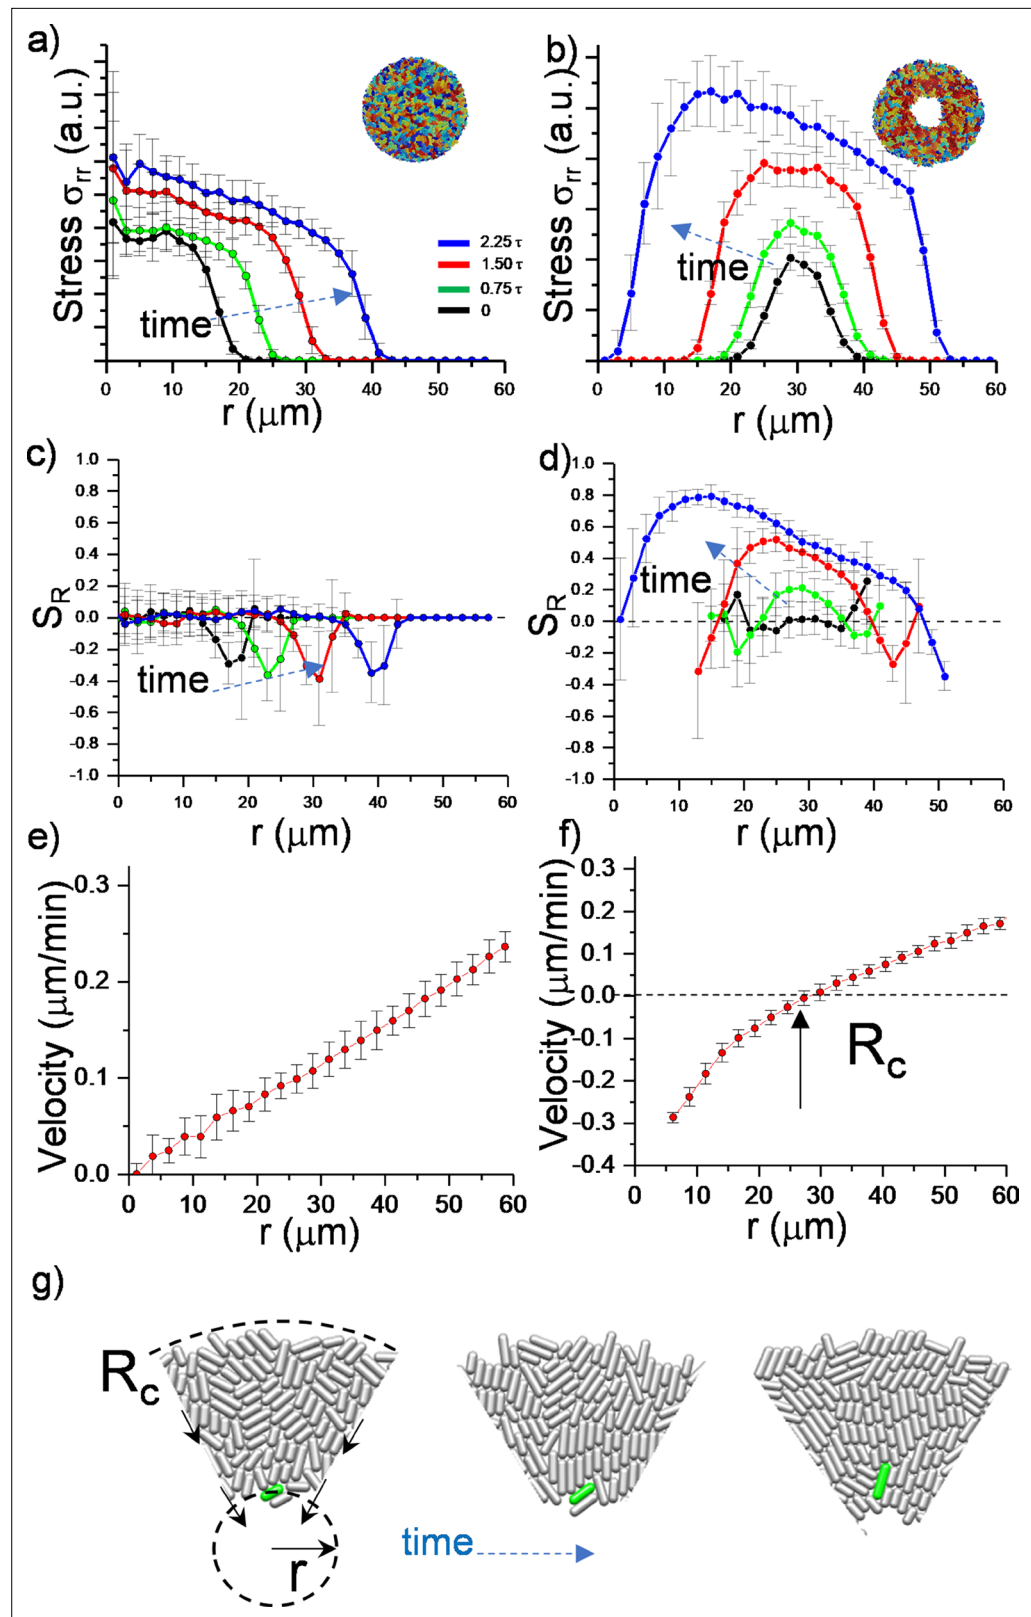 a)
Stress σrr (a.u.)
2.25 τ
1.50 τ
0.75 τ
0
time
0 10 20 30 40 50 60
r (μm)
b)
Stress σrr (a.u.)
time
0 10 20 30 40 50 60
r (μm)
c)
SR
1.0
0.8
0.6
0.4
0.2
0.0
-0.2
-0.4
-0.6
-0.8
-1.0
time
0 10 20 30 40 50 60
r (μm)
d)
SR
1.0
0.8
0.6
0.4
0.2
0.0
-0.2
-0.4
-0.6
-0.8
-1.0
time
0 10 20 30 40 50 60
r (μm)
e)
Velocity (μm/min)
0.3
0.2
0.1
0.0
0 10 20 30 40 50 60
r (μm)
f)
Velocity (μm/min)
0.3
0.2
0.1
0.0
-0.1
-0.2
-0.3
-0.4
Rc
0 10 20 30 40 50 60
r (μm)
g)
Rc
r
time